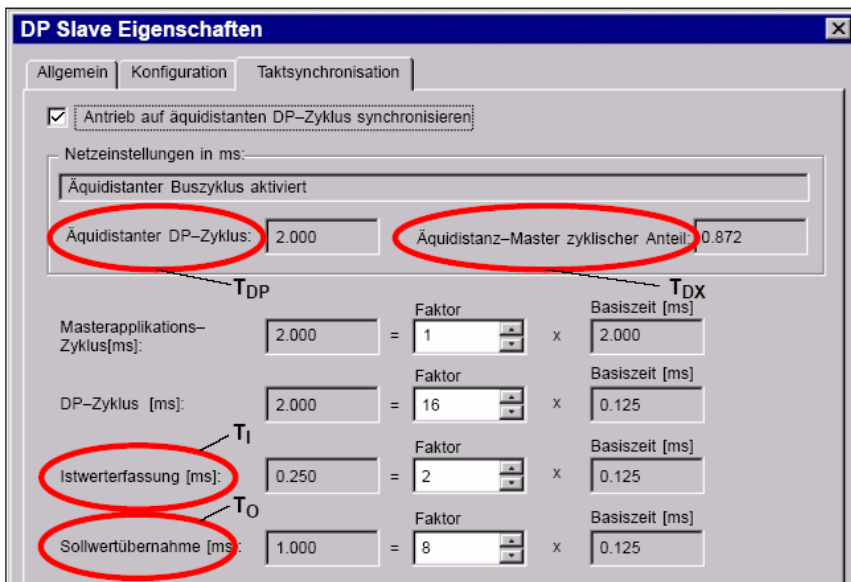 DP Slave Eigenschaften
Allgemein Konfiguration Taktsynchronisation
Antrieb auf äquidistanten DP–Zyklus synchronisieren
Netzeinstellungen in ms:
Äquidistanter Buszyklus aktiviert
Äquidistanter DP–Zyklus: 2.000 Äquidistanz–Master zyklischer Anteil: 0.872
TDP TDX
Faktor Basiszeit [ms]
Masterapplikations–
Zyklus[ms]: 2.000 = 1 x 2.000
Faktor Basiszeit [ms]
DP–Zyklus [ms]: 2.000 = 16 x 0.125
TI
Faktor Basiszeit [ms]
Istwerterfassung [ms]: 0.250 = 2 x 0.125
TO
Faktor Basiszeit [ms]
Sollwertübernahme [ms]: 1.000 = 8 x 0.125